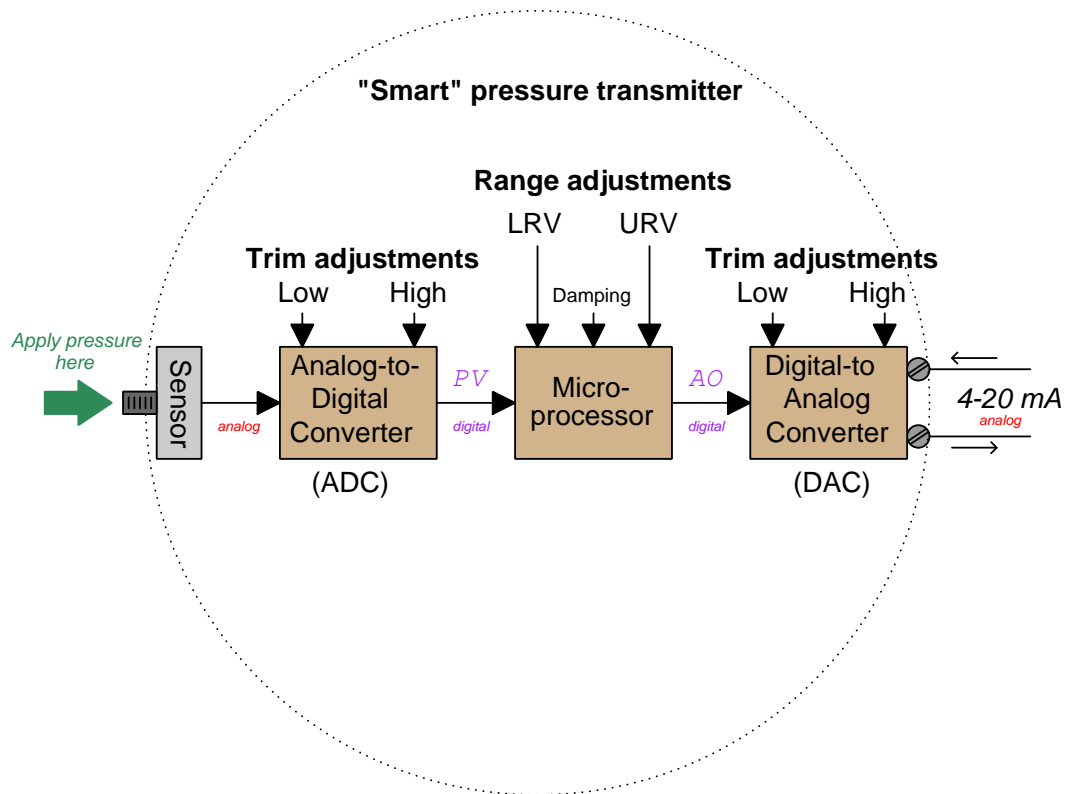 "Smart" pressure transmitter
Range adjustments
LRV
URV
Trim adjustments
Low
High
Damping
Trim adjustments
Low
High
Apply pressure
here
Sensor
analog
Analog-to-
Digital
Converter
(ADC)
PV
digital
Micro-
processor
AO
digital
Digital-to
Analog
Converter
(DAC)
4-20 mA
analog